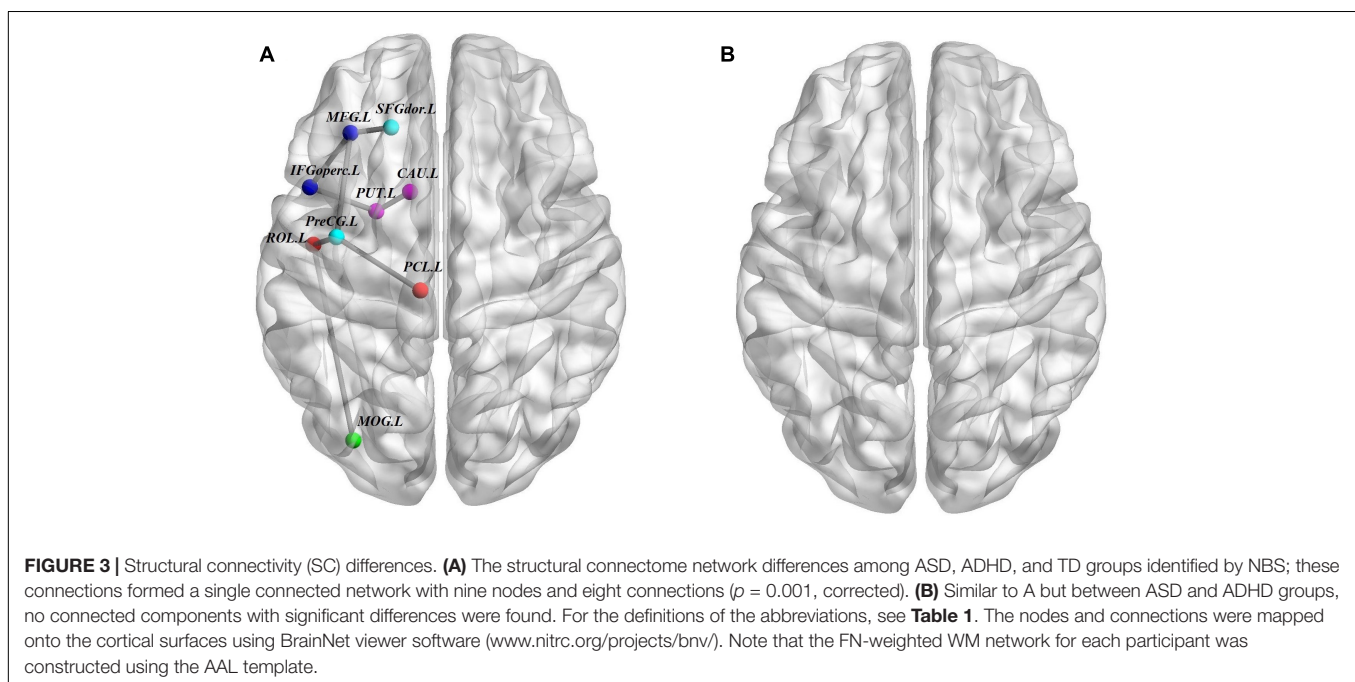 A
B
SFGdor.L
MFG.L
IFGoperc.L
CAU.L
PUT.L
PreCG.L
ROL.L
PCL.L
MOG.L
FIGURE 3 | Structural connectivity (SC) differences. (A) The structural connectome network differences among ASD, ADHD, and TD groups identified by NBS; these
connections formed a single connected network with nine nodes and eight connections (p = 0.001, corrected). (B) Similar to A but between ASD and ADHD groups,
no connected components with significant differences were found. For the definitions of the abbreviations, see Table 1. The nodes and connections were mapped
onto the cortical surfaces using BrainNet viewer software (www.nitrc.org/projects/bnv/). Note that the FN-weighted WM network for each participant was
constructed using the AAL template.